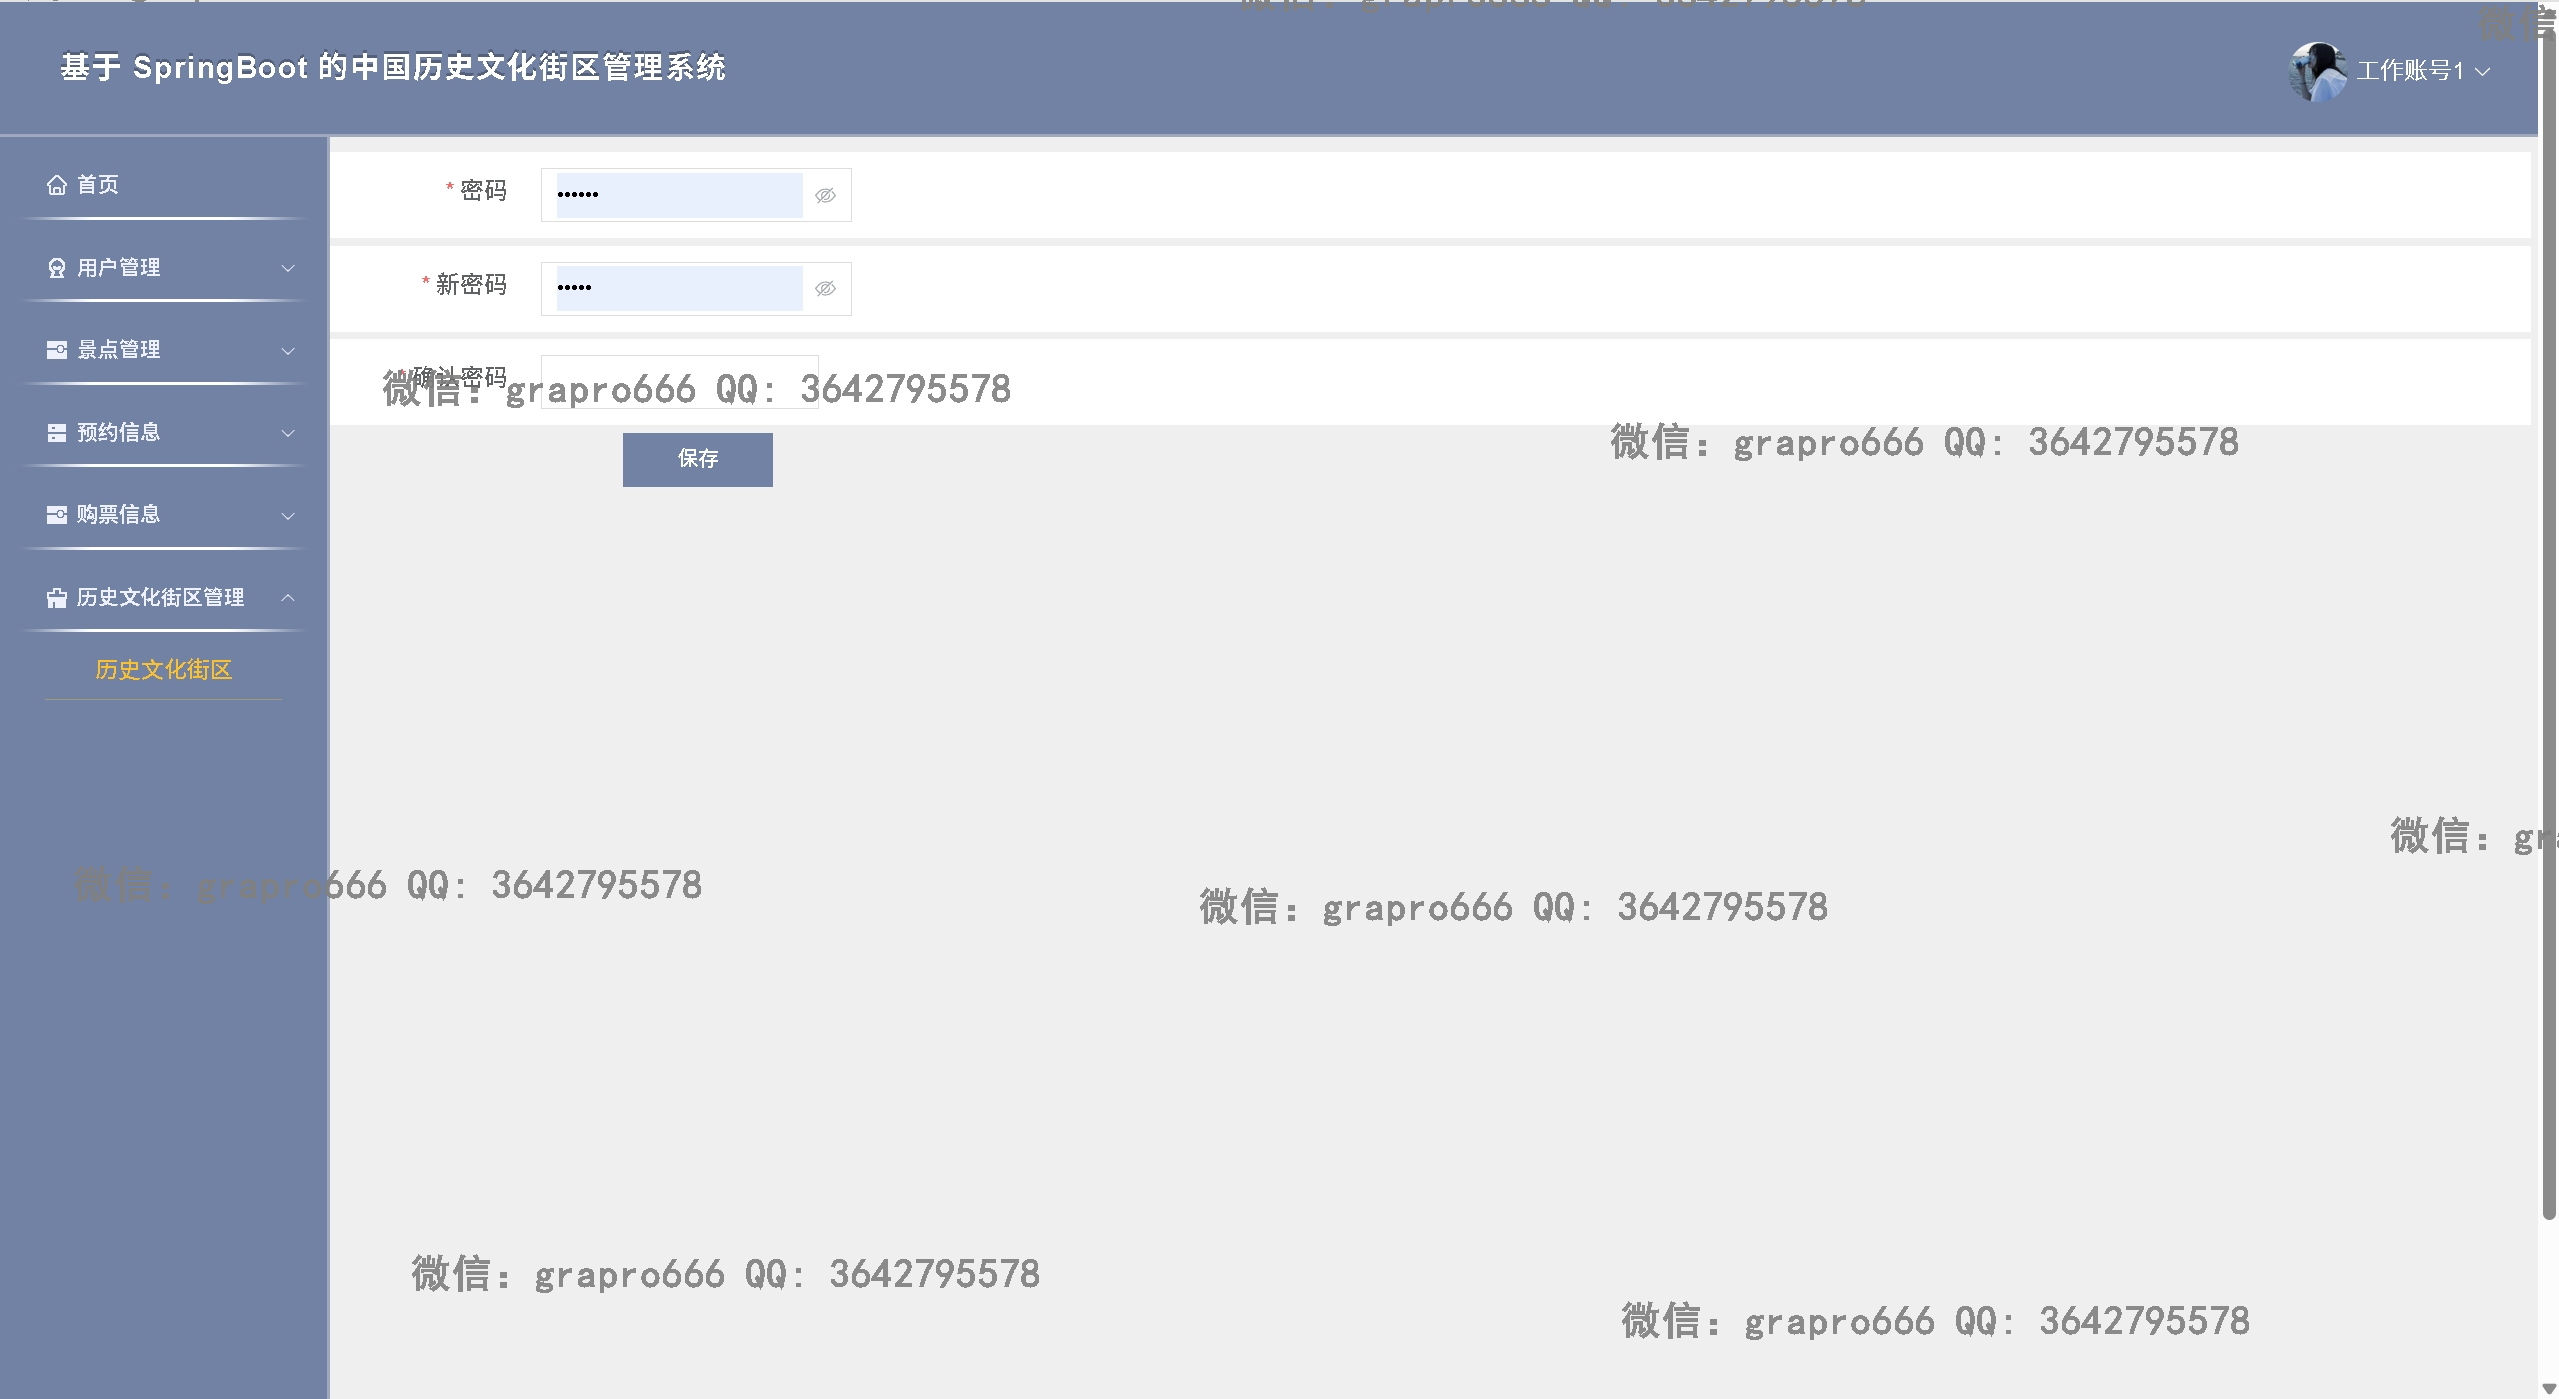 基于 SpringBoot 的中国历史文化街区管理系统
工作账号1
首页
用户管理
景点管理
预约信息
购票信息
历史文化街区管理
历史文化街区
* 密码
* 新密码
* 确认密码
保存
微信: grapro666 QQ: 3642795578
微信: grapro666 QQ: 3642795578
微信: gr
微信: grapro666 QQ: 3642795578
微信: grapro666 QQ: 3642795578
微信: grapro666 QQ: 3642795578
微信: grapro666 QQ: 3642795578
微信